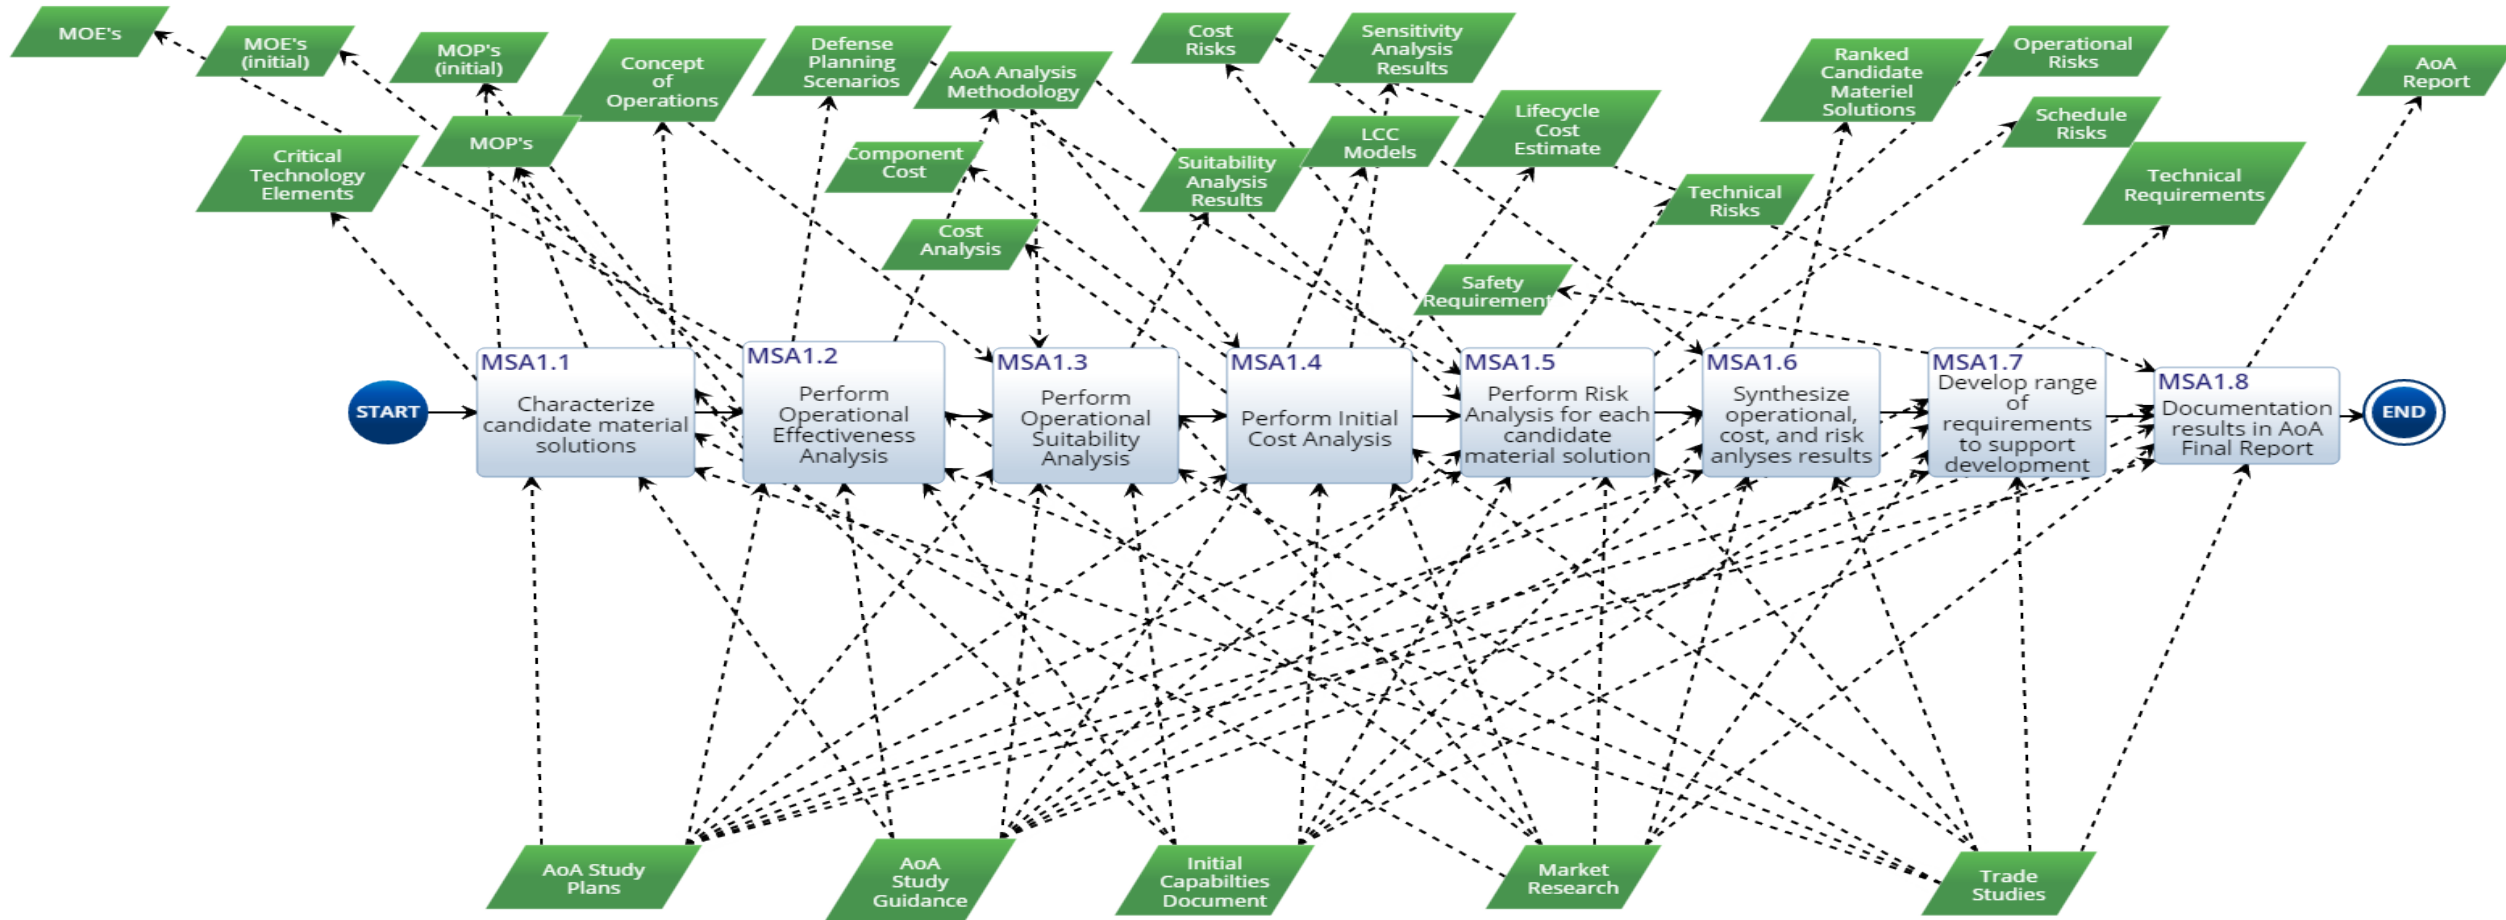 MOE's
MOE's
(initial)
MOP's
(initial)
Concept
of
Operations
Defense
Planning
Scenarios
AoA Analysis
Methodology
Cost
Risks
Sensitivity
Analysis
Results
Ranked
Candidate
Materiel
Solutions
Operational
Risks
AoA
Report
Critical
Technology
Elements
MOP's
Component
Cost
Cost
Analysis
Suitability
Analysis
Results
LCC
Models
Lifecycle
Cost
Estimate
Technical
Risks
Schedule
Risks
Technical
Requirements
Safety
Requirement
START
MSA1.1
Characterize
candidate material
solutions
MSA1.2
Perform
Operational
Effectiveness
Analysis
MSA1.3
Perform
Operational
Suitability
Analysis
MSA1.4
Perform Initial
Cost Analysis
MSA1.5
Perform Risk
Analysis for each
candidate
material solution
MSA1.6
Synthesize
operational,
cost, and risk
anlyses results
MSA1.7
Develop range
of
requirements
to support
development
MSA1.8
Documentation
results in AoA
Final Report
END
AoA Study
Plans
AoA
Study
Guidance
Initial
Capabilties
Document
Market
Research
Trade
Studies